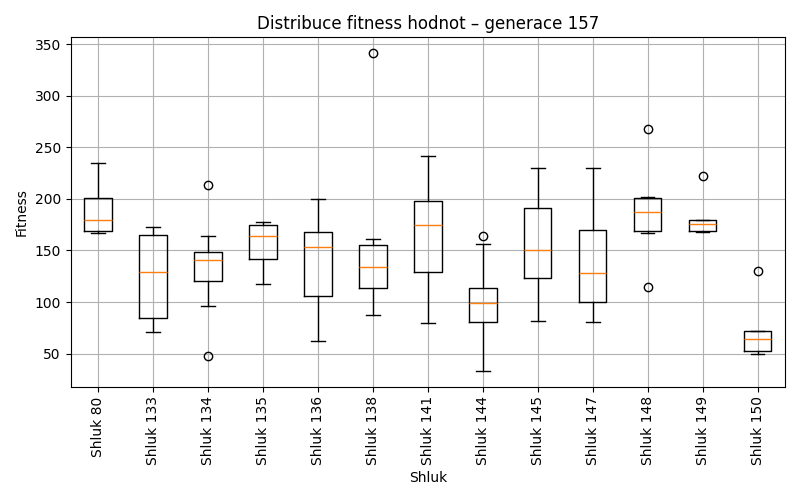 Distribuce fitness hodnot – generace 157
350
300
250
200
150
100
50
Fitness
Shluk 80
Shluk 133
Shluk 134
Shluk 135
Shluk 136
Shluk 138
Shluk 141
Shluk 144
Shluk 145
Shluk 147
Shluk 148
Shluk 149
Shluk 150
Shluk